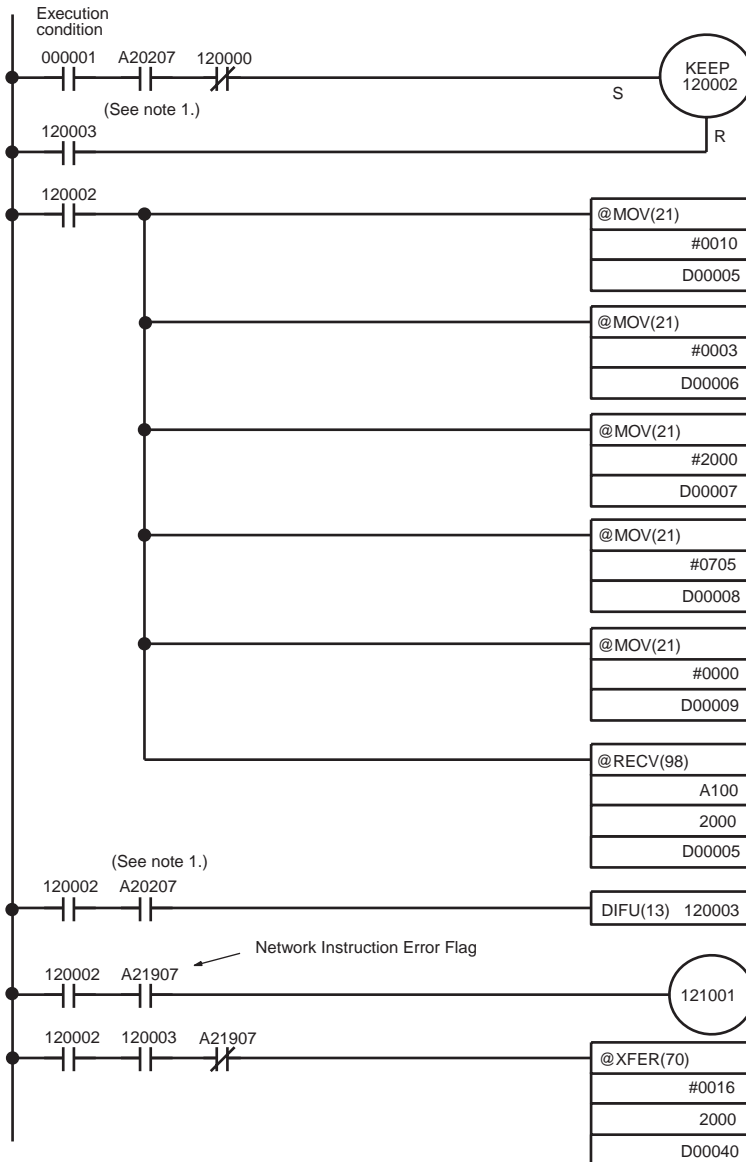 Execution
condition
000001 A20207 120000
KEEP
120002
S
(See note 1.)
R
120003
120002
@MOV(21)
#0010
D00005
@MOV(21)
#0003
D00006
@MOV(21)
#2000
D00007
@MOV(21)
#0705
D00008
@MOV(21)
#0000
D00009
@RECV(98)
A100
2000
D00005
(See note 1.)
120002 A20207
DIFU(13) 120003
Network Instruction Error Flag
120002 A21907
121001
120002 120003 A21907
@XFER(70)
#0016
2000
D00040